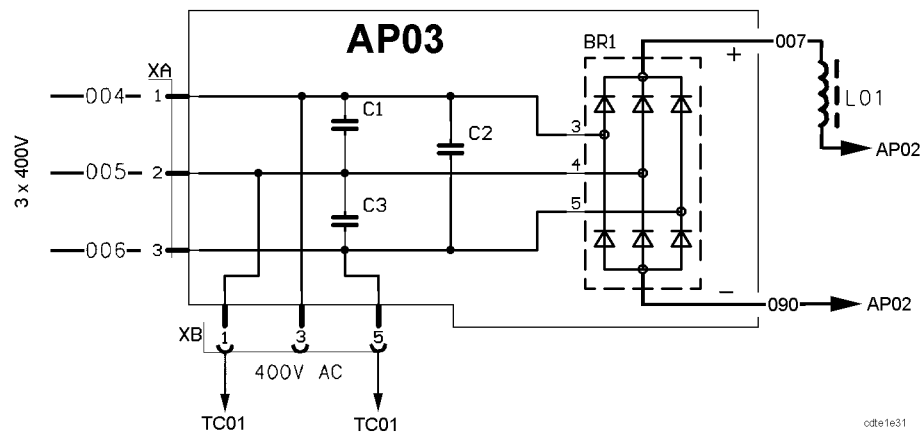 AP03
BR1
+
007
L01
AP02
XA
004
1
C1
C2
3
3 x 400V
005
2
4
C3
5
006
3
−
090
AP02
XB
1
3
5
400V AC
TC01
TC01
cdte1e31